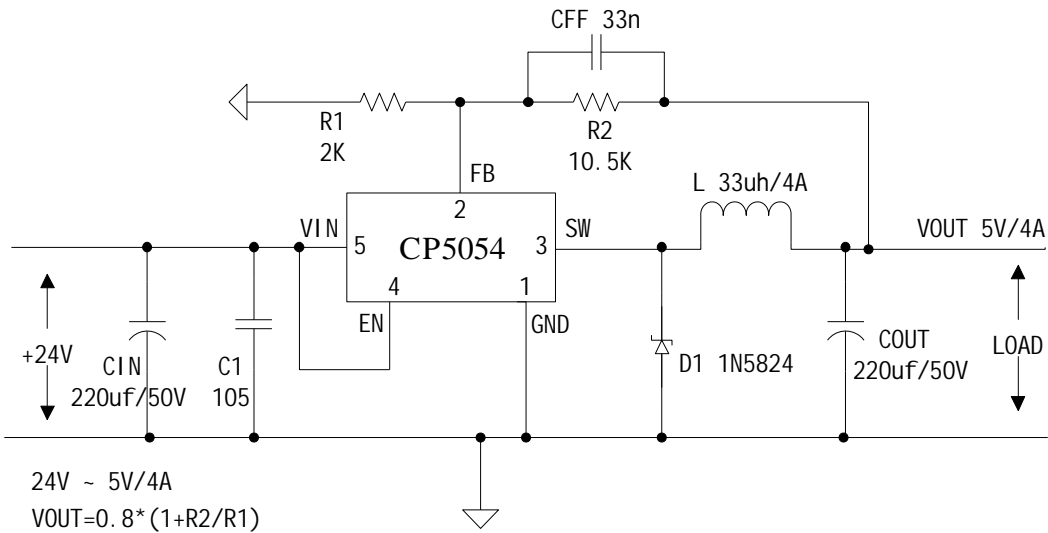 CFF 33n
R1
2K
R2
10.5K
FB
L 33uh/4A
2
VIN
SW
VOUT 5V/4A
5
CP5054
3
4
1
EN
GND
+24V
CIN
220uf/50V
C1
105
D1 1N5824
COUT
220uf/50V
LOAD
24V ~ 5V/4A
VOUT=0.8*(1+R2/R1)